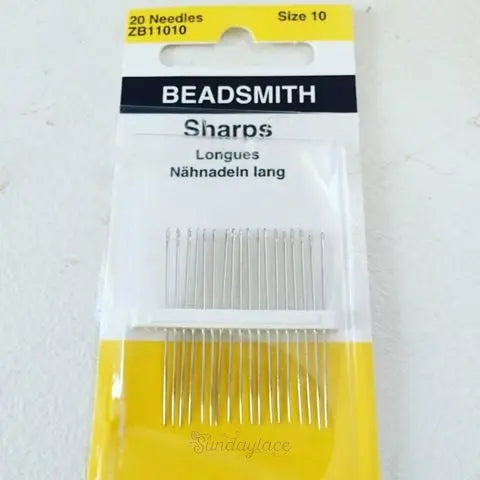 20 Needles Size 10
ZB11010
BEADSMITH
Sharps
Longues
Nähnadeln lang
Sundaylace